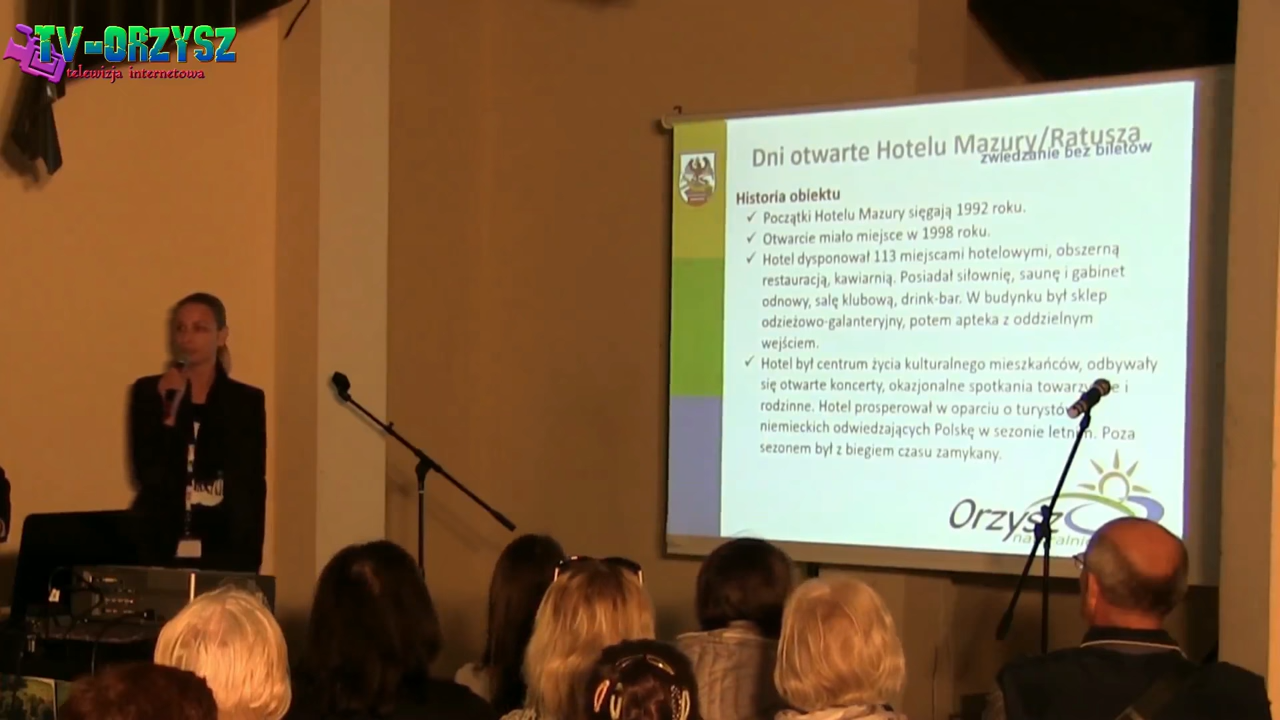 TV-ORZYSZ
telewizja internetowa
Dni otwarte Hotelu Mazury/Ratusza
zwiedzanie bez biletów
Historia obiektu
✓ Początki Hotelu Mazury sięgają 1992 roku.
✓ Otwarcie miało miejsce w 1998 roku.
✓ Hotel dysponował 113 miejscami hotelowymi, obszerną
restauracją, kawiarnią. Posiadał siłownię, saunę i gabinet
odnowy, salę klubową, drink-bar. W budynku był sklep
odzieżowo-galanteryjny, potem apteka z oddzielnym
wejściem.
✓ Hotel był centrum życia kulturalnego mieszkańców, odbywały
się otwarte koncerty, okazjonalne spotkania i
rodzinne. Hotel prosperował w oparciu o
niemieckich odwiedzających Polskę w sezonie letnim. Poza
sezonem był z biegiem czasu zamykany.
Orzysz